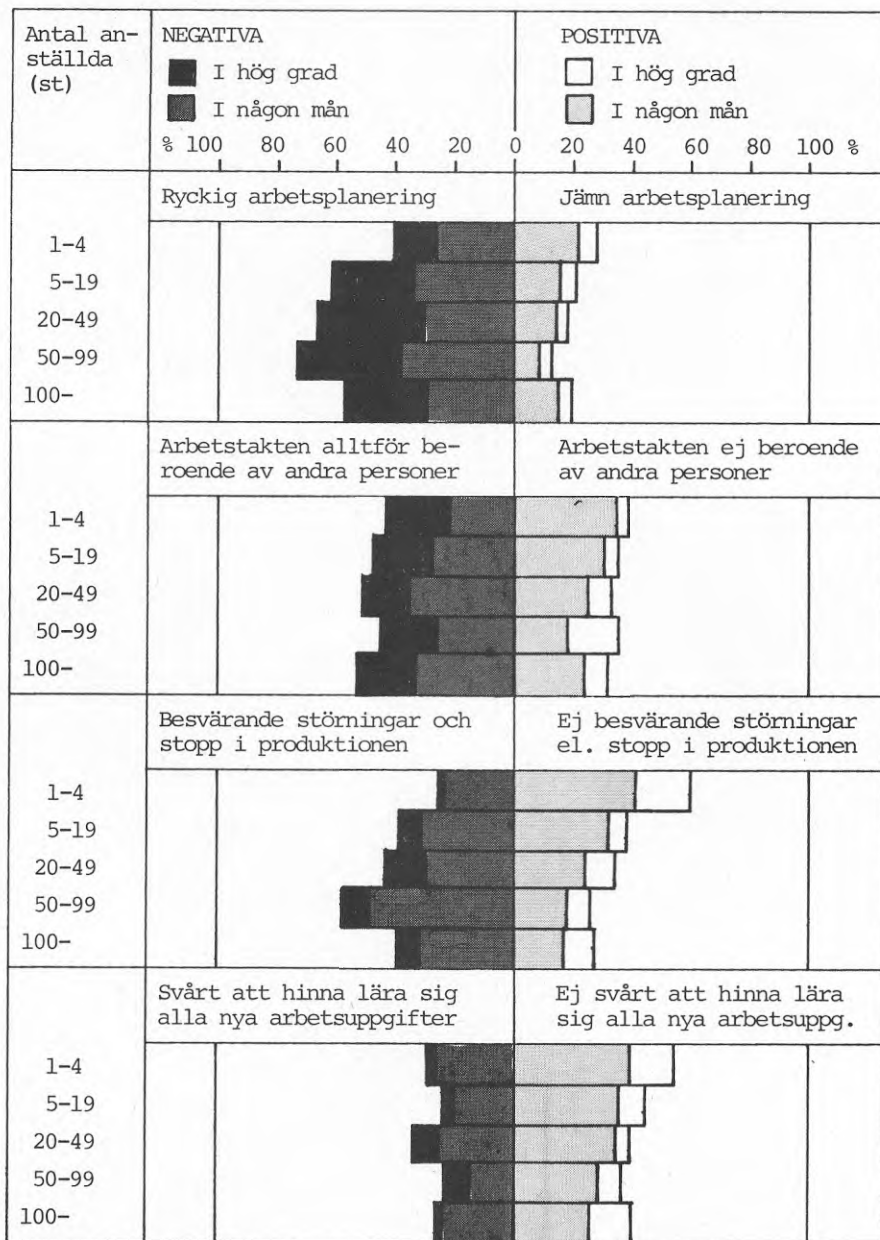 Antal an-
ställda
(st)
NEGATIVA
I hög grad
I någon mån
POSITIVA
I hög grad
I någon mån
% 100 80 60 40 20 0 20 40 60 80 100 %
Ryckig arbetsplanering
Jämn arbetsplanering
1-4
5-19
20-49
50-99
100-
Arbetstakten alltför be-
roende av andra personer
Arbetstakten ej beroende
av andra personer
1-4
5-19
20-49
50-99
100-
Besvärande störningar och
stopp i produktionen
Ej besvärande störningar
el. stopp i produktionen
1-4
5-19
20-49
50-99
100-
Svårt att hinna lära sig
alla nya arbetsuppgifter
Ej svårt att hinna lära
sig alla nya arbetsuppg.
1-4
5-19
20-49
50-99
100-